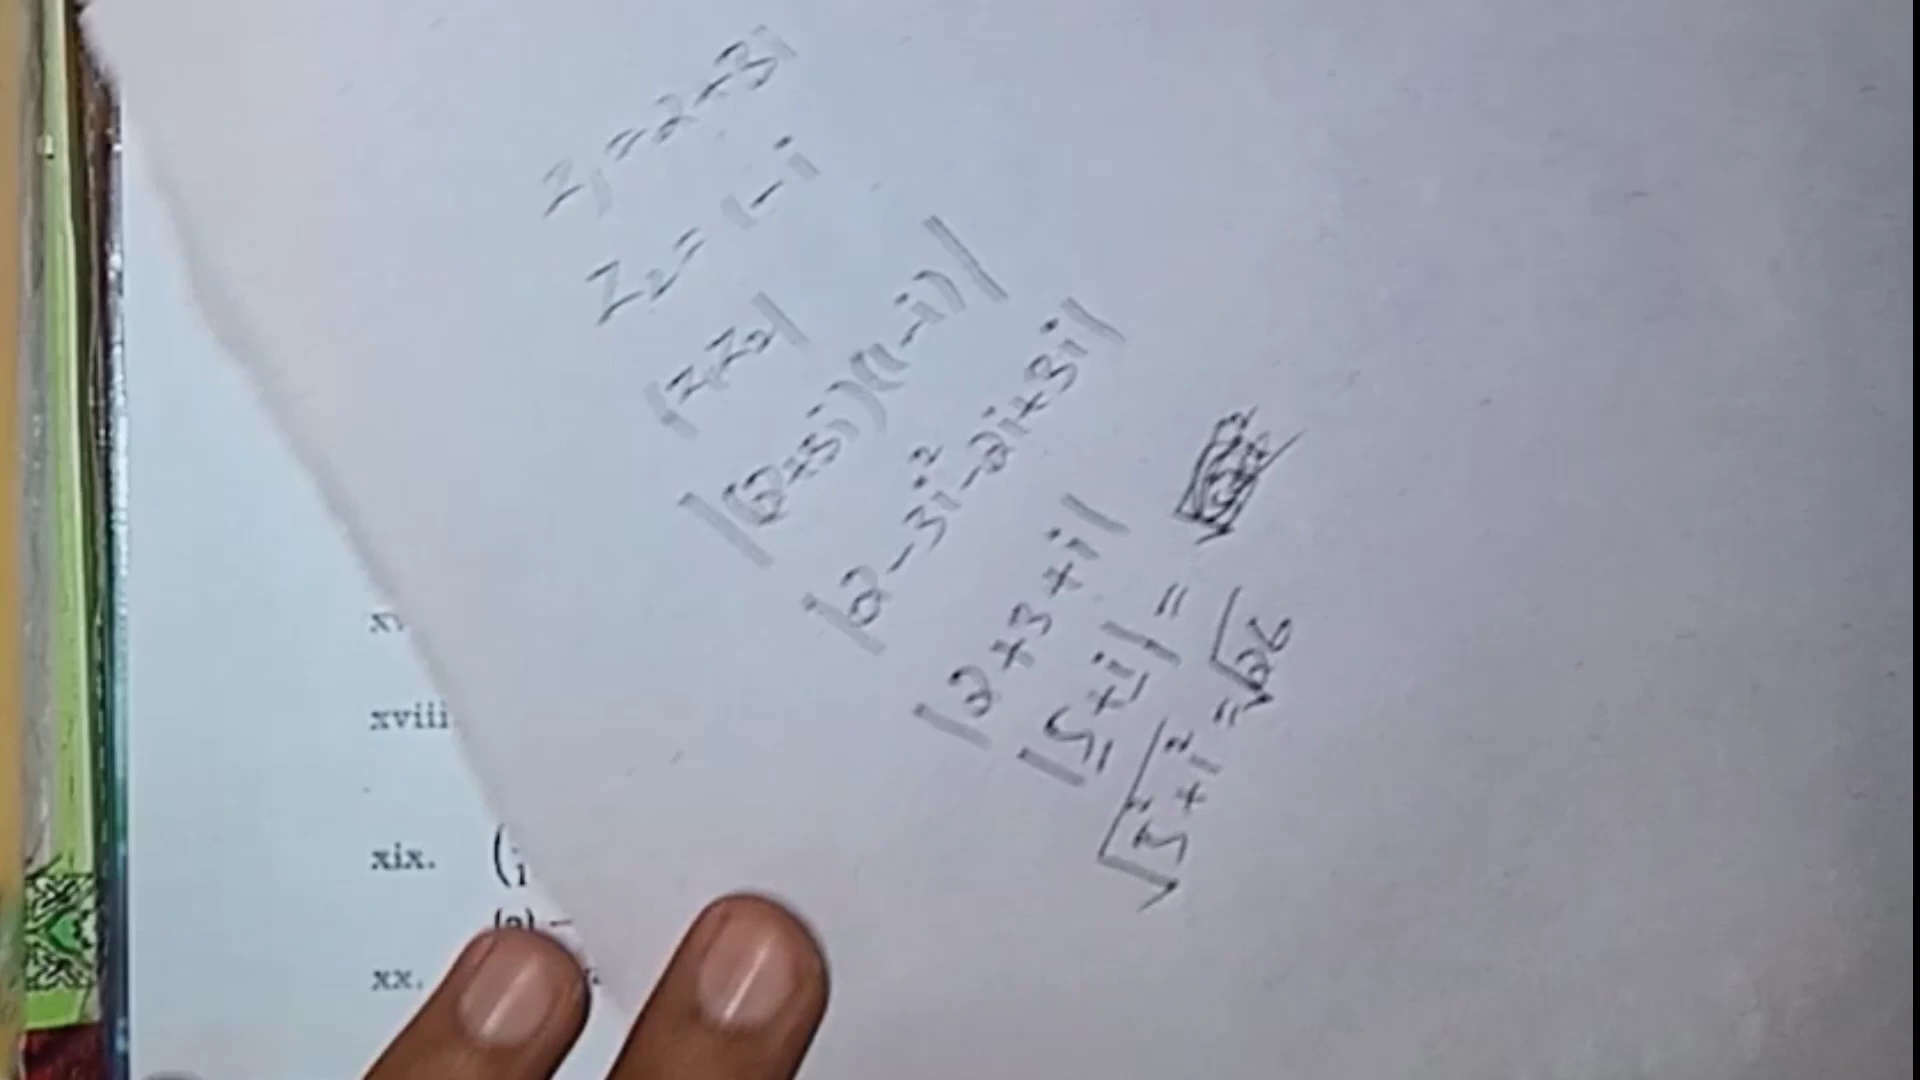 z₁ = 2+3i
z₂ = 1-i
|z₁z₂|
|(2+3i)(1-i)|
|2-3i²-2i+3i|
|2+3+i|
|5+i| =
√5²+1² = √26
xviii
xix. (
(a) –
xx.